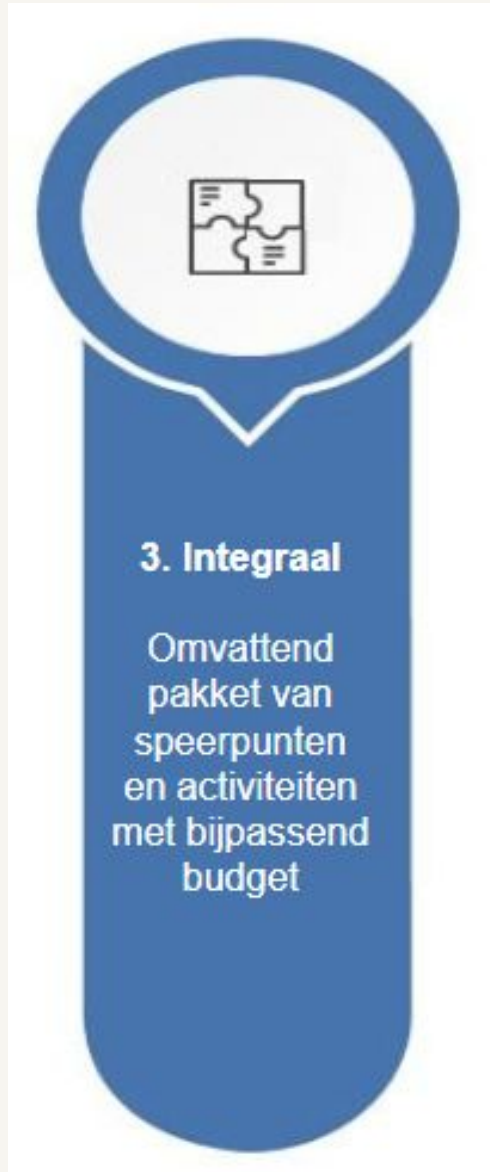 3. Integraal
Omvattend
pakket van
speerpunten
en activiteiten
met bijpassend
budget